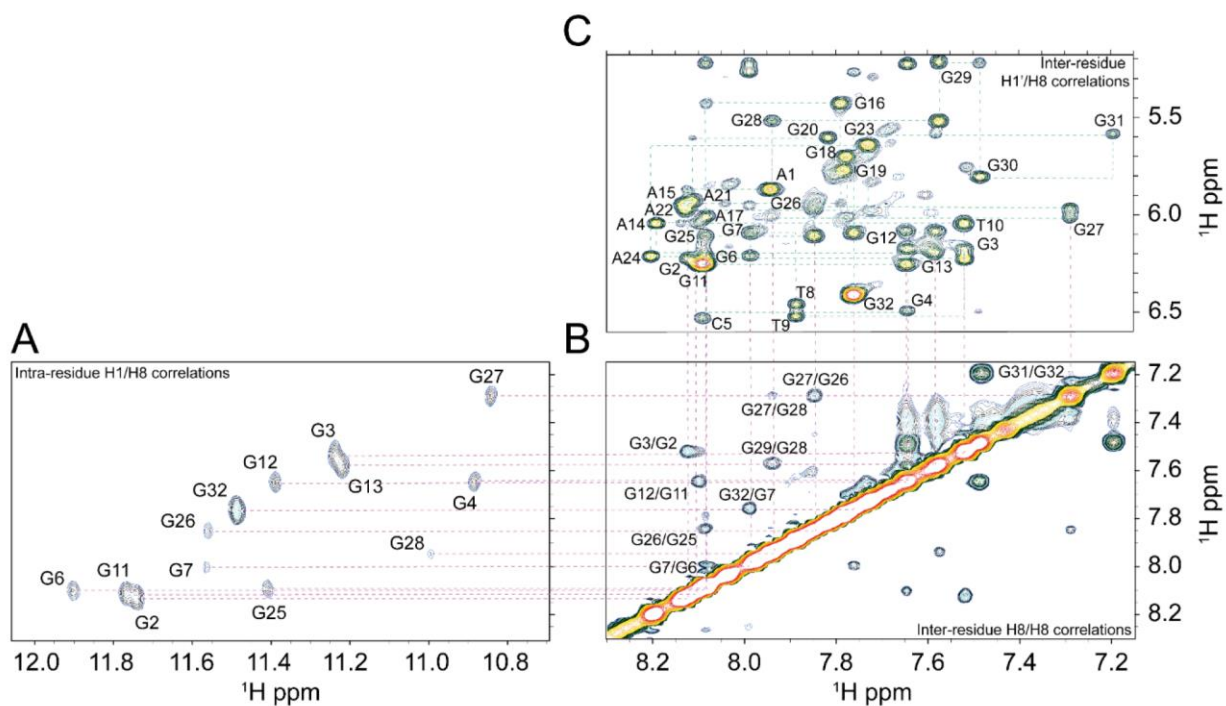 C
Inter-residue
H1'/H8 correlations
G29
G16
G28
G20
G23
G31
G18
G19
G30
A15
A21
A1
A22
A17
G26
A14
G25
G7
G12
T10
G27
A24
G6
G3
G2
G11
G13
T8
G32
G4
C5
T9
5.5
6.0
6.5
¹H ppm
A
Intra-residue H1/H8 correlations
G27
G3
G12
G13
G4
G32
G26
G28
G7
G6
G11
G25
G2
12.0 11.8 11.6 11.4 11.2 11.0 10.8
¹H ppm
B
G31/G32
G27/G26
G27/G28
G3/G2
G29/G28
G12/G11
G32/G7
G26/G25
G7/G6
Inter-residue H8/H8 correlations
7.2
7.4
7.6
7.8
8.0
8.2
¹H ppm
8.2 8.0 7.8 7.6 7.4 7.2
¹H ppm